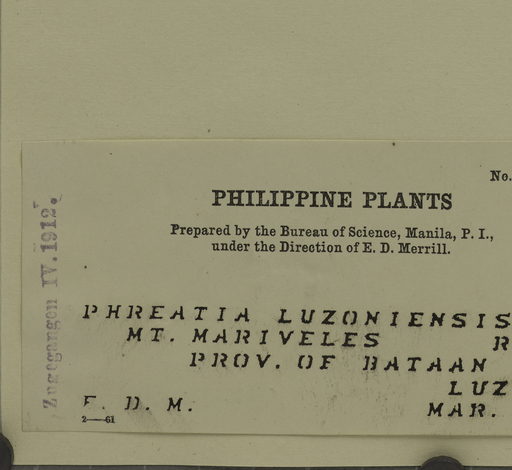 No.
PHILIPPINE PLANTS
Prepared by the Bureau of Science, Manila, P. I.,
under the Direction of E. D. Merrill.
PHREATIA LUZONIENSIS
MT. MARIVELES R
PROV. OF BATAAN
LUZ
E. D. M. MAR.
2—61
Zugegangen IV. 1912.